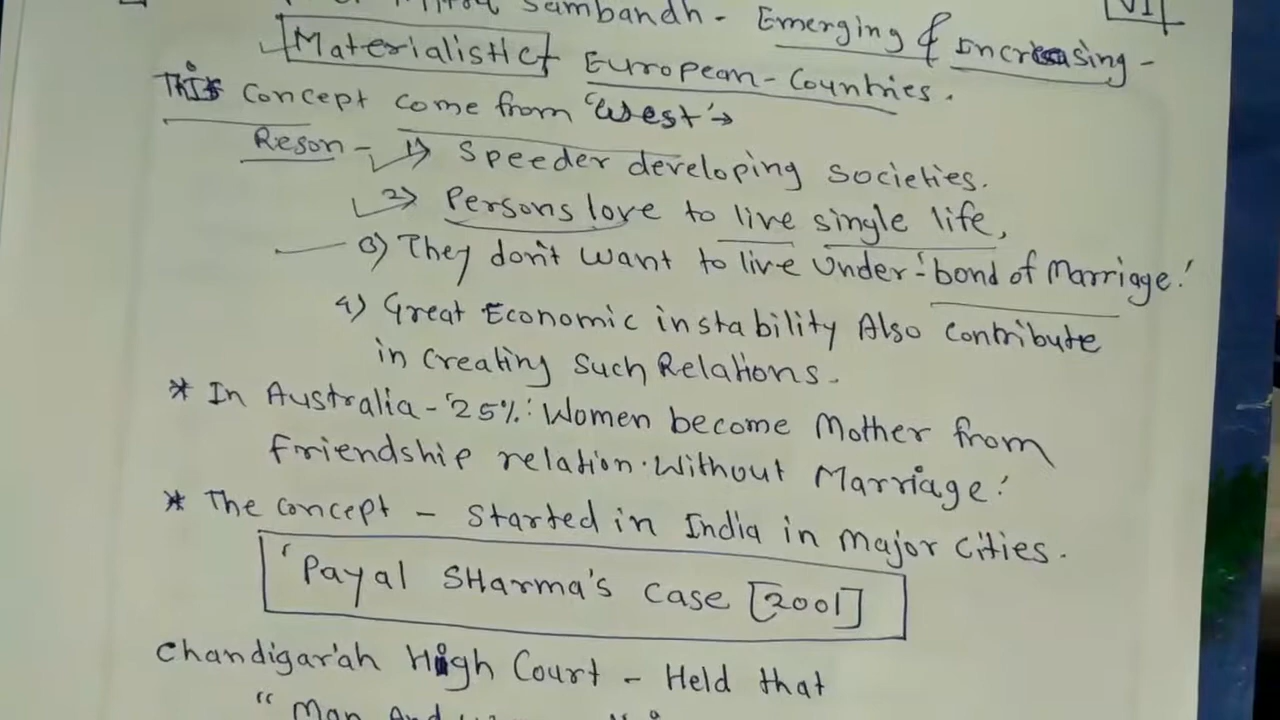 Sambandh - Emerging & Increasing -
VI
Materialistic European - Countries.
This concept come from 'West' →
Reson - 1) Speeder developing societies.
2) Persons love to live single life,
3) They don't want to live Under 'bond of Marriage!
4) Great Economic instability Also contribute
in creating Such Relations.
* In Australia - '25%' Women become Mother from
Friendship relation. Without Marriage!
* The concept - Started in India in major cities.
'Payal SHarma's case [2001]
Chandigarah High Court - Held that
" Man And